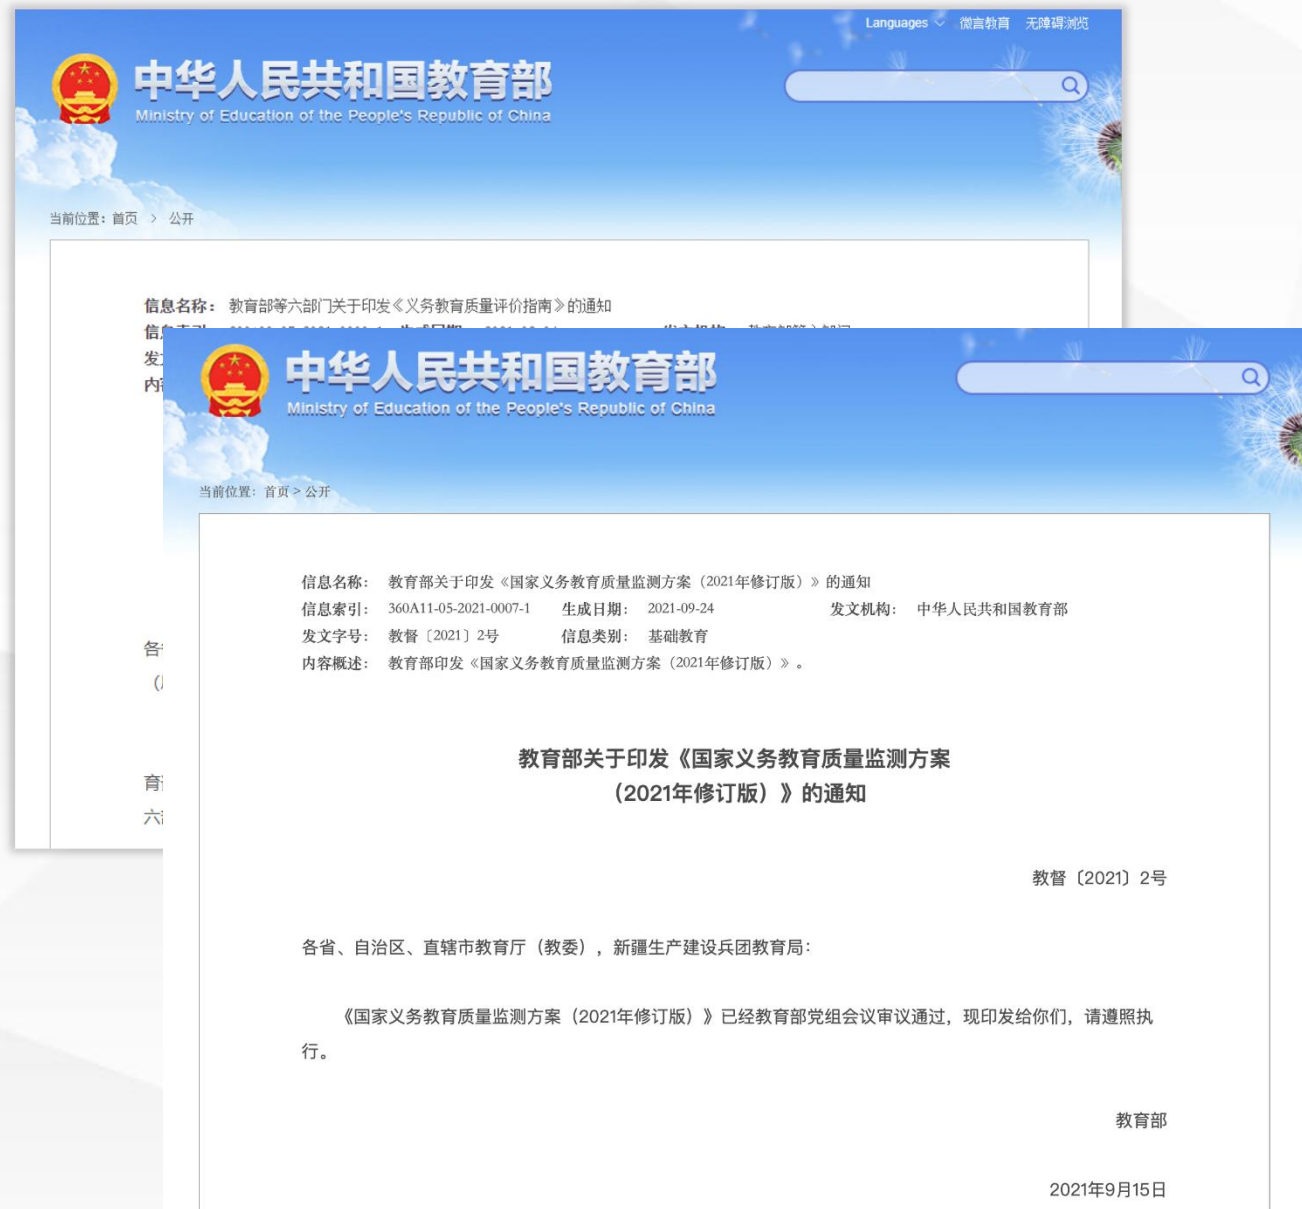 Languages 微言教育 无障碍浏览
中华人民共和国教育部
Ministry of Education of the People's Republic of China
当前位置：首页 > 公开
信息名称： 教育部等六部门关于印发《义务教育质量评价指南》的通知
信
发
内
各
育
六
中华人民共和国教育部
Ministry of Education of the People's Republic of China
当前位置：首页 > 公开
信息名称： 教育部关于印发《国家义务教育质量监测方案（2021年修订版）》的通知
信息索引： 360A11-05-2021-0007-1 生成日期： 2021-09-24 发文机构： 中华人民共和国教育部
发文字号： 教督〔2021〕2号 信息类别： 基础教育
内容概述： 教育部印发《国家义务教育质量监测方案（2021年修订版）》。
教育部关于印发《国家义务教育质量监测方案
（2021年修订版）》的通知
教督〔2021〕2号
各省、自治区、直辖市教育厅（教委），新疆生产建设兵团教育局：
《国家义务教育质量监测方案（2021年修订版）》已经教育部党组会议审议通过，现印发给你们，请遵照执
行。
教育部
2021年9月15日